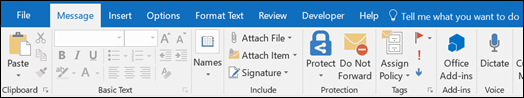 File Message Insert Options Format Text Review Developer Help Tell me what you want to do
Paste
B I U
Names
Attach File
Attach Item
Signature
Protect
Do Not
Forward
Assign
Policy
Office
Add-ins
Dictate
Clipboard Basic Text Include Protection Tags Add-ins Voice